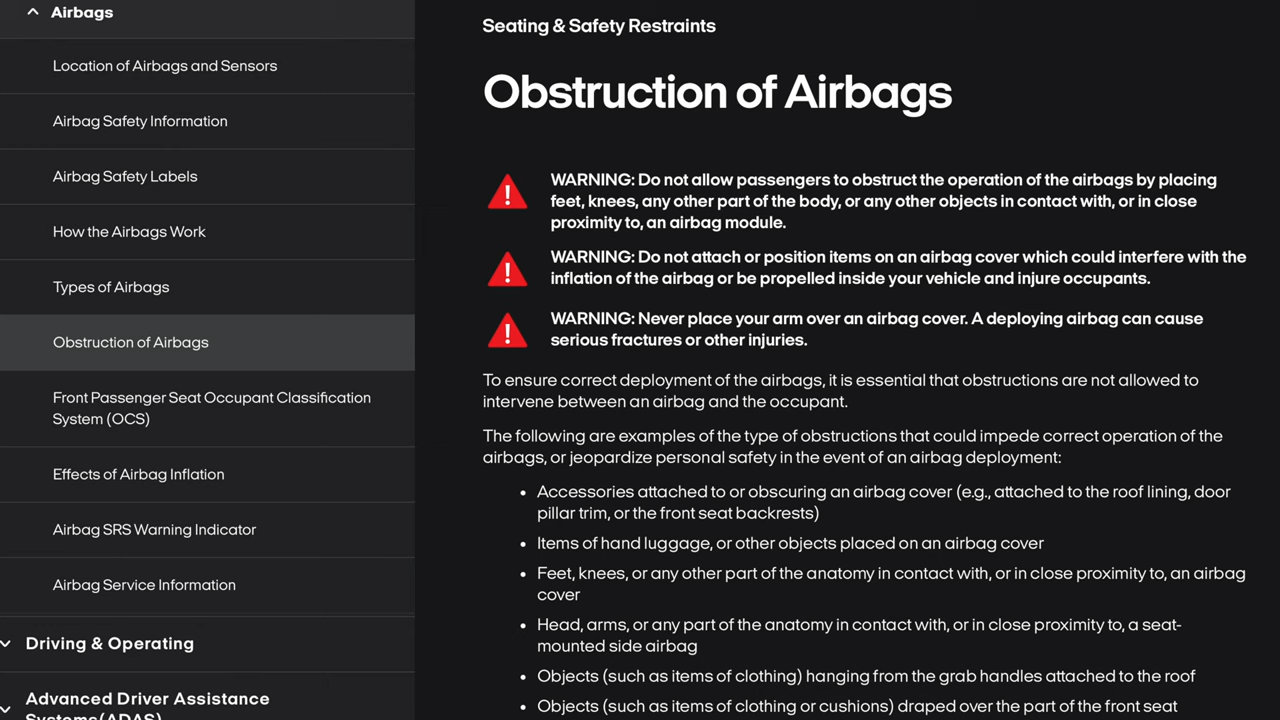 Airbags
Location of Airbags and Sensors
Airbag Safety Information
Airbag Safety Labels
How the Airbags Work
Types of Airbags
Obstruction of Airbags
Front Passenger Seat Occupant Classification
System (OCS)
Effects of Airbag Inflation
Airbag SRS Warning Indicator
Airbag Service Information
Driving & Operating
Advanced Driver Assistance
Systems(ADAS)
Seating & Safety Restraints
Obstruction of Airbags
WARNING: Do not allow passengers to obstruct the operation of the airbags by placing
feet, knees, any other part of the body, or any other objects in contact with, or in close
proximity to, an airbag module.
WARNING: Do not attach or position items on an airbag cover which could interfere with the
inflation of the airbag or be propelled inside your vehicle and injure occupants.
WARNING: Never place your arm over an airbag cover. A deploying airbag can cause
serious fractures or other injuries.
To ensure correct deployment of the airbags, it is essential that obstructions are not allowed to
intervene between an airbag and the occupant.
The following are examples of the type of obstructions that could impede correct operation of the
airbags, or jeopardize personal safety in the event of an airbag deployment:
• Accessories attached to or obscuring an airbag cover (e.g., attached to the roof lining, door
pillar trim, or the front seat backrests)
• Items of hand luggage, or other objects placed on an airbag cover
• Feet, knees, or any other part of the anatomy in contact with, or in close proximity to, an airbag
cover
• Head, arms, or any part of the anatomy in contact with, or in close proximity to, a seat-
mounted side airbag
• Objects (such as items of clothing) hanging from the grab handles attached to the roof
• Objects (such as items of clothing or cushions) draped over the part of the front seat